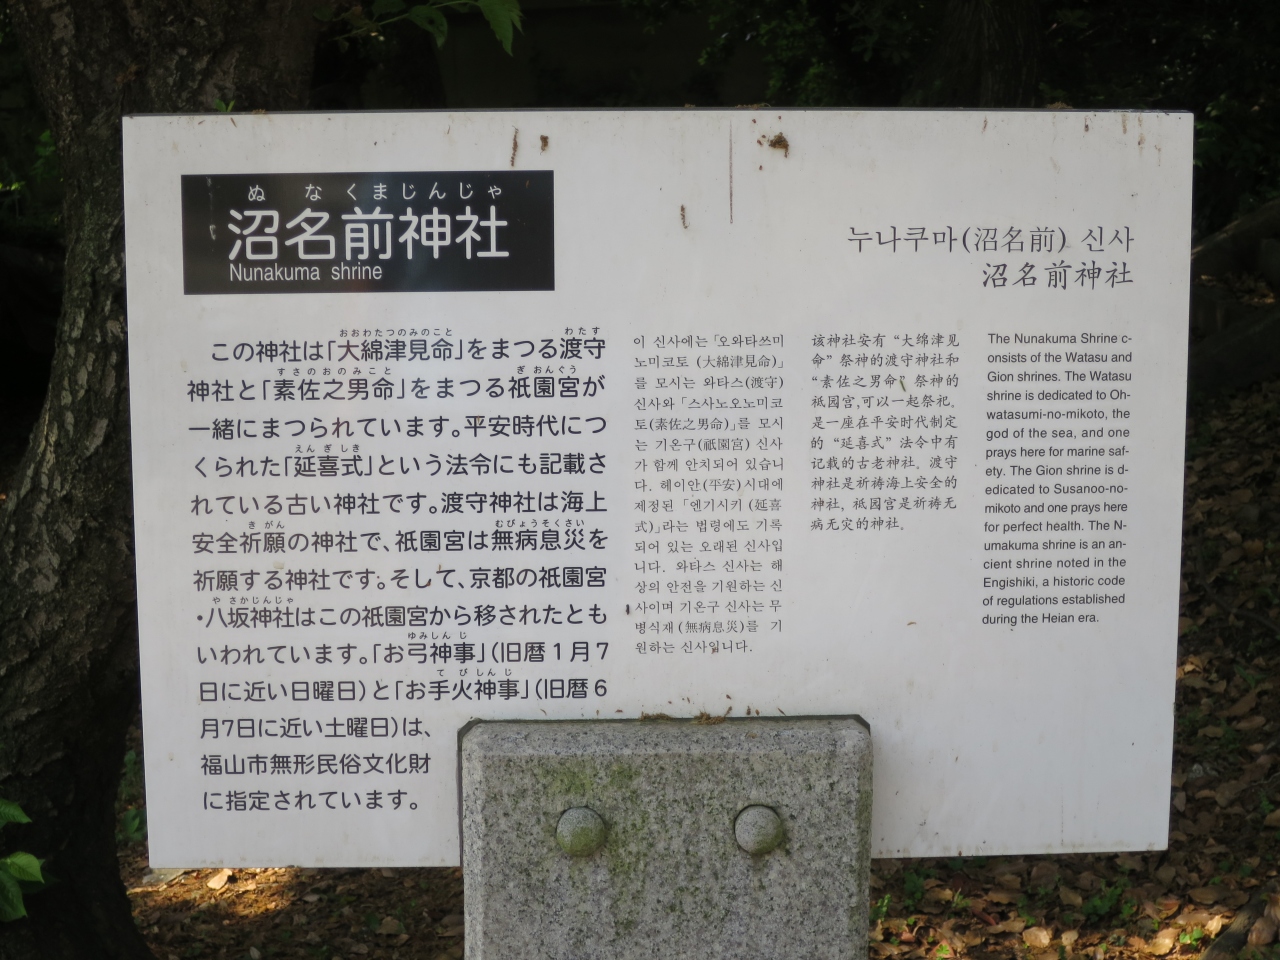 ぬなくまじんじゃ
沼名前神社
Nunakuma shrine
누나쿠마(沼名前) 신사
沼名前神社
おおわたつのみのこと わたす
この神社は「大綿津見命」をまつる渡守
すさのおのみこと ぎおんぐう
神社と「素佐之男命」をまつる祇園宮が
一緒にまつられています。平安時代につ
えんぎしき
くられた「延喜式」という法令にも記載さ
れている古い神社です。渡守神社は海上
きがん むびょうそくさい
安全祈願の神社で、祇園宮は無病息災を
祈願する神社です。そして、京都の祇園宮
やさかじんじゃ
・八坂神社はこの祇園宮から移されたとも
ゆみしんじ
いわれています。「お弓神事」(旧暦1月7
てびしんじ
日に近い日曜日)と「お手火神事」(旧暦6
月7日に近い土曜日)は、
福山市無形民俗文化財
に指定されています。
이 신사에는 「오와타쓰미
노미코토 (大綿津見命)」
를 모시는 와타스(渡守)
신사와 「스사노오노미코
토(素佐之男命)」를 모시
는 기온구(祇園宮) 신사
가 함께 안치되어 있습니
다. 헤이안(平安)시대에
제정된 「엔기시키 (延喜
式)」라는 법령에도 기록
되어 있는 오래된 신사입
니다. 와타스 신사는 해
상의 안전을 기원하는 신
사이며 기온구 신사는 무
병식재 (無病息災)를 기
원하는 신사입니다.
该神社安有 “大绵津见
命” 祭神的渡守神社和
“素佐之男命” 祭神的
祗园宫,可以一起祭祀。
是一座在平安时代制定
的 “延喜式” 法令中有
记载的古老神社。渡守
神社是祈祷海上安全的
神社, 祗园宫是祈祷无
病无灾的神社。
The Nunakuma Shrine c-
onsists of the Watasu and
Gion shrines. The Watasu
shrine is dedicated to Oh-
watasumi-no-mikoto, the
god of the sea, and one
prays here for marine saf-
ety. The Gion shrine is d-
edicated to Susanoo-no-
mikoto and one prays here
for perfect health. The N-
umakuma shrine is an an-
cient shrine noted in the
Engishiki, a historic code
of regulations established
during the Heian era.